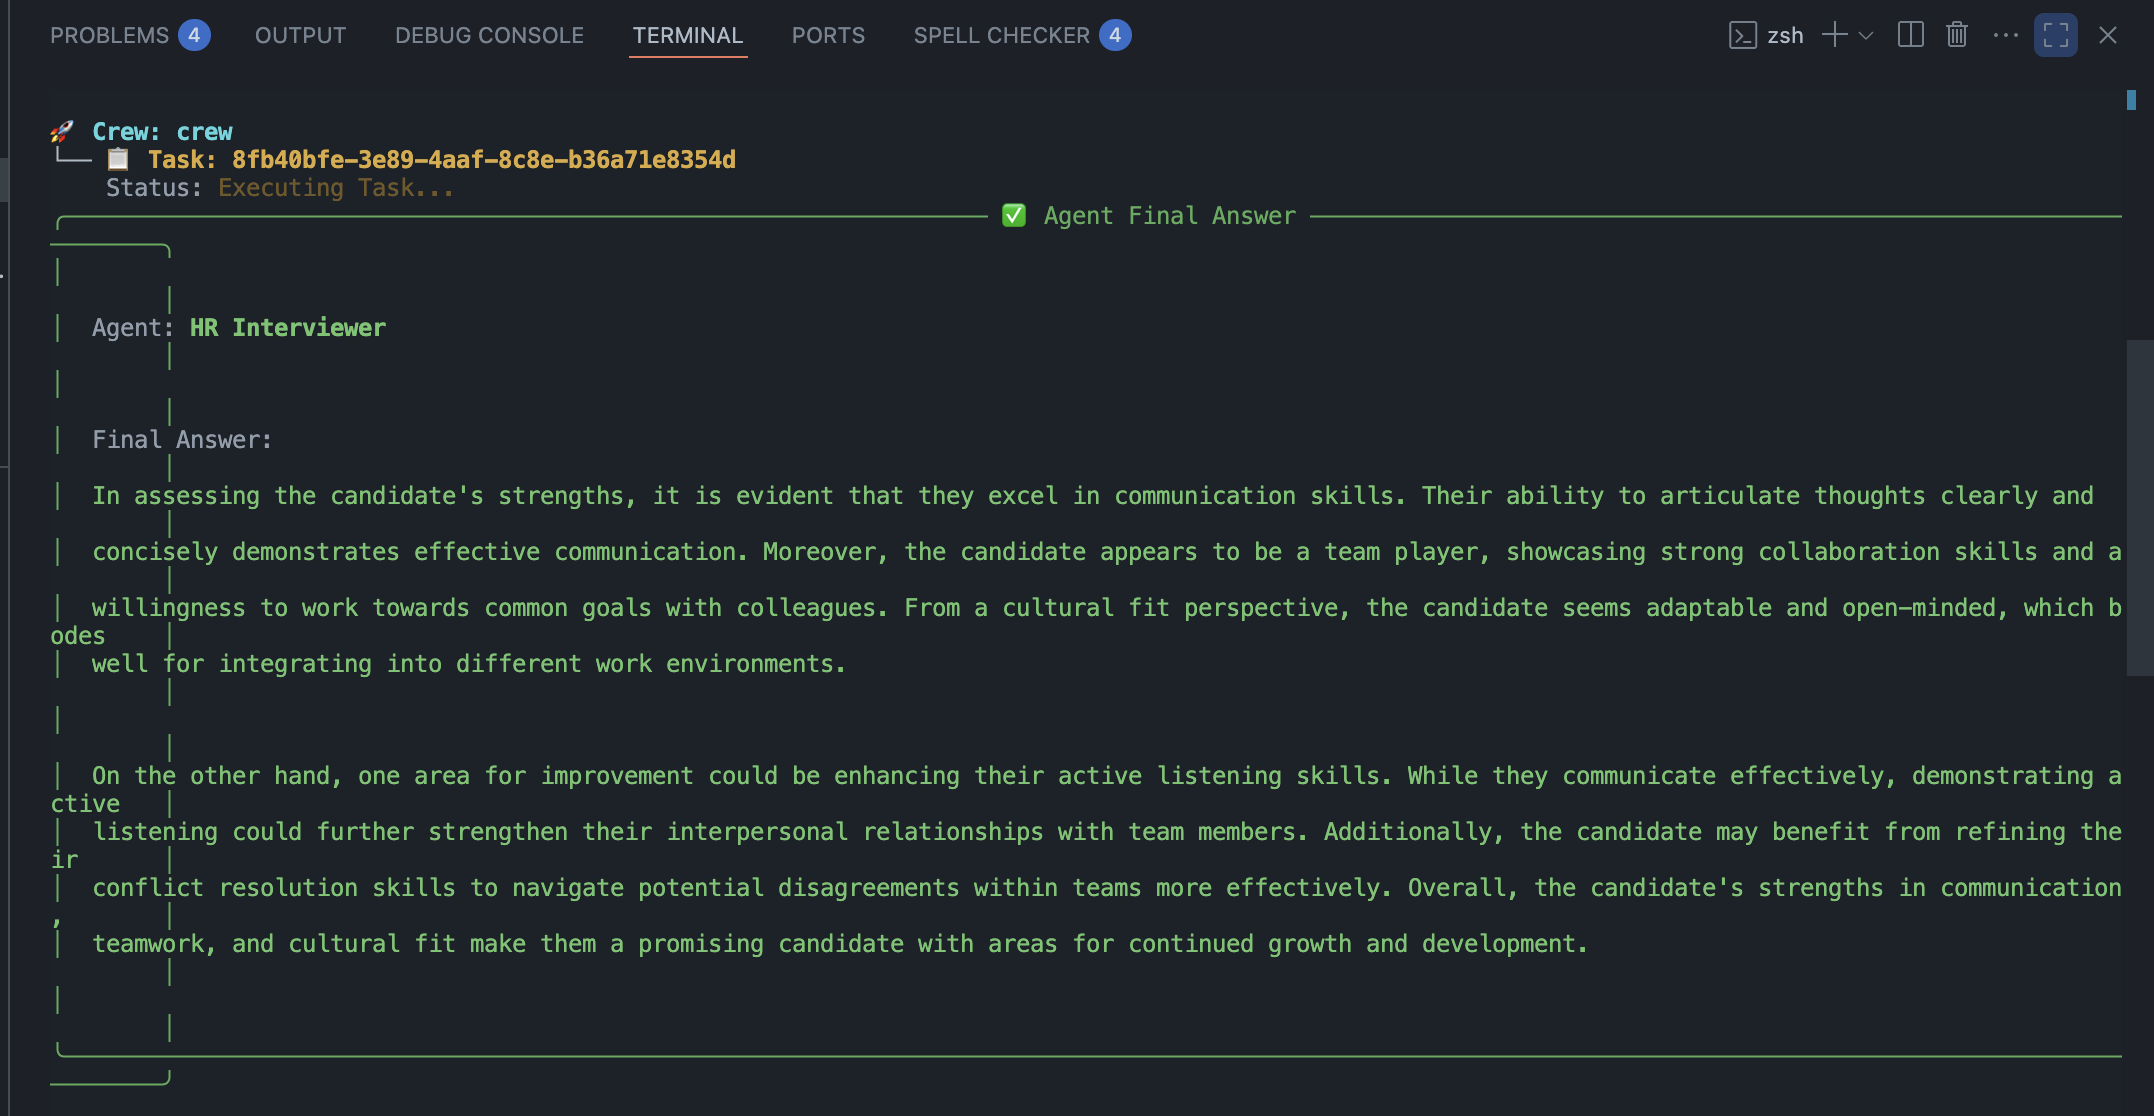 PROBLEMS 4 OUTPUT DEBUG CONSOLE TERMINAL PORTS SPELL CHECKER 4 zsh
🚀 Crew: crew
└── 📋 Task: 8fb40bfe-3e89-4aaf-8c8e-b36a71e8354d
Status: Executing Task...
✅ Agent Final Answer
Agent: HR Interviewer
Final Answer:
In assessing the candidate's strengths, it is evident that they excel in communication skills. Their ability to articulate thoughts clearly and
concisely demonstrates effective communication. Moreover, the candidate appears to be a team player, showcasing strong collaboration skills and a
willingness to work towards common goals with colleagues. From a cultural fit perspective, the candidate seems adaptable and open-minded, which b
odes
well for integrating into different work environments.
On the other hand, one area for improvement could be enhancing their active listening skills. While they communicate effectively, demonstrating a
ctive
listening could further strengthen their interpersonal relationships with team members. Additionally, the candidate may benefit from refining the
ir
conflict resolution skills to navigate potential disagreements within teams more effectively. Overall, the candidate's strengths in communication
,
teamwork, and cultural fit make them a promising candidate with areas for continued growth and development.